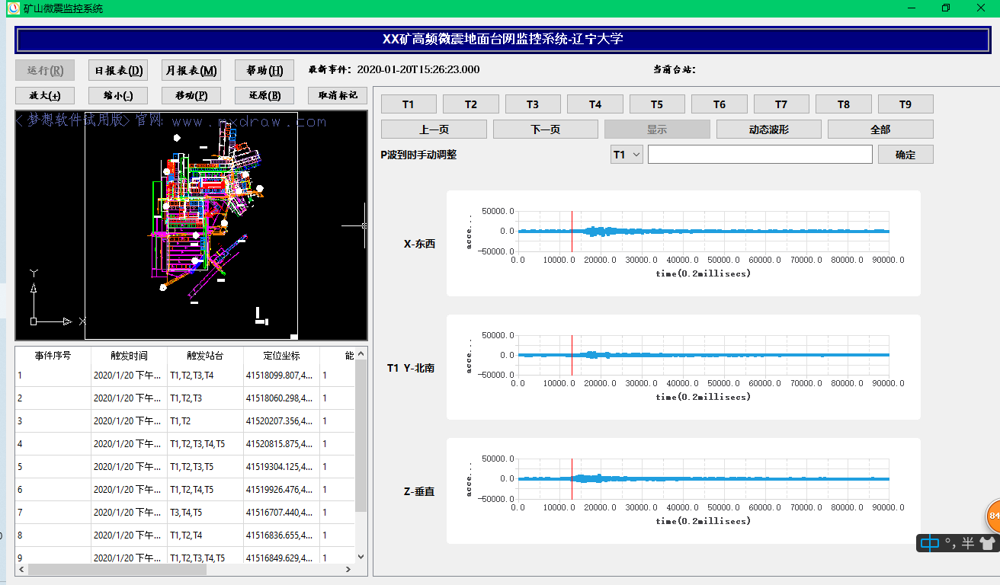 矿山微震监控系统
XX矿高频微震地面台网监控系统-辽宁大学
运行(R) 日报表(D) 月报表(M) 帮助(H) 最新事件：2020-01-20T15:26:23.000 当前台站：
放大(+) 缩小(-) 移动(P) 还原(B) 取消标记
T1 T2 T3 T4 T5 T6 T7 T8 T9
上一页 下一页 显示 动态波形 全部
P波到时手动调整 T1 确定
<梦想软件试用版> 官网: www.mxdraw.com
Y
X
X-东西
acce...
50000.0
0.0
-50000.0
0.0 10000.0 20000.0 30000.0 40000.0 50000.0 60000.0 70000.0 80000.0 90000.0
time(0.2millisecs)
T1 Y-北南
acce...
50000.0
0.0
-50000.0
0.0 10000.0 20000.0 30000.0 40000.0 50000.0 60000.0 70000.0 80000.0 90000.0
time(0.2millisecs)
Z-垂直
acce...
50000.0
0.0
-50000.0
0.0 10000.0 20000.0 30000.0 40000.0 50000.0 60000.0 70000.0 80000.0 90000.0
time(0.2millisecs)
事件序号 触发时间 触发站台 定位坐标 能
1 2020/1/20 下午... T1,T2,T3,T4 41518099.807,4... 1
2 2020/1/20 下午... T1,T2,T3 41518060.298,4... 1
3 2020/1/20 下午... T1,T2 41520207.356,4... 1
4 2020/1/20 下午... T1,T2,T3,T4,T5 41520815.875,4... 1
5 2020/1/20 下午... T1,T2,T3,T5 41519304.125,4... 1
6 2020/1/20 下午... T1,T2,T4,T5 41519926.476,4... 1
7 2020/1/20 下午... T3,T4,T5 41516707.440,4... 1
8 2020/1/20 下午... T1,T2,T4 41516836.655,4... 1
9 2020/1/20 下午... T1,T2,T3,T4,T5 41516849.629,4... 1
84
中 °, 半